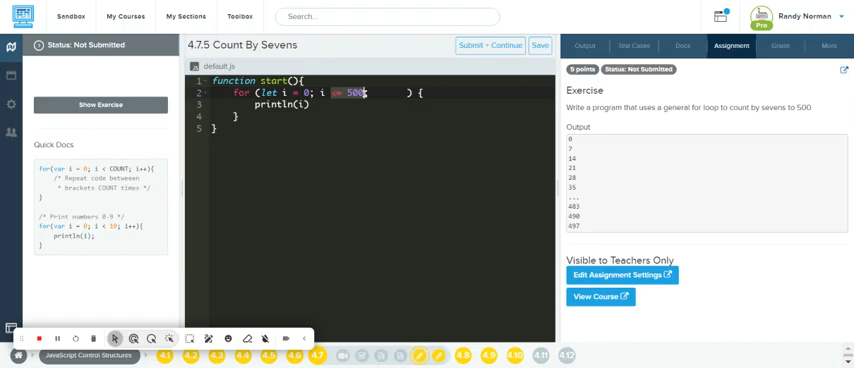 Sandbox My Courses My Sections Toolbox Search... Pro Randy Norman
Status: Not Submitted
Show Exercise
Quick Docs
for(var i = 0; i < COUNT; i++){
/* Repeat code betweeen
* brackets COUNT times */
}
/* Print numbers 0-9 */
for(var i = 0; i < 10; i++){
println(i);
}
4.7.5 Count By Sevens
Submit + Continue Save
default.js
1 function start(){
2 for (let i = 0; i <= 500; ) {
3 println(i)
4 }
5 }
Output Test Cases Docs Assignment Grade More
5 points Status: Not Submitted
Exercise
Write a program that uses a general for loop to count by sevens to 500.
Output
0
7
14
21
28
35
...
483
490
497
Visible to Teachers Only
Edit Assignment Settings
View Course
JavaScript Control Structures 4.1 4.2 4.3 4.4 4.5 4.6 4.7 4.8 4.9 4.10 4.11 4.12